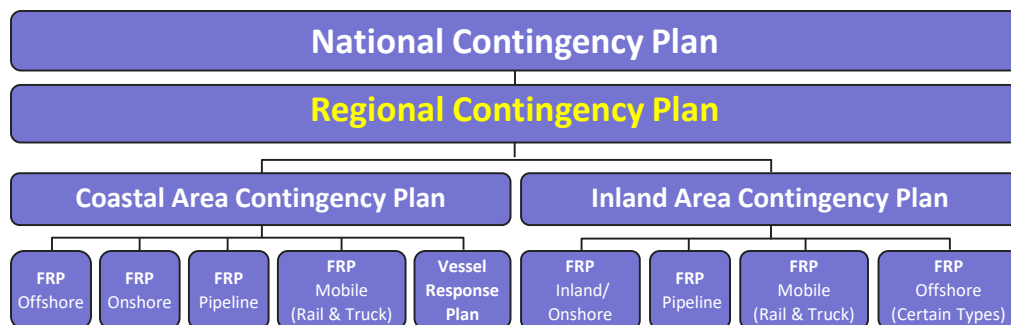 National Contingency Plan
Regional Contingency Plan
Coastal Area Contingency Plan
Inland Area Contingency Plan
FRP
Offshore
FRP
Onshore
FRP
Pipeline
FRP
Mobile
(Rail & Truck)
Vessel
Response
Plan
FRP
Inland/
Onshore
FRP
Pipeline
FRP
Mobile
(Rail & Truck)
FRP
Offshore
(Certain Types)